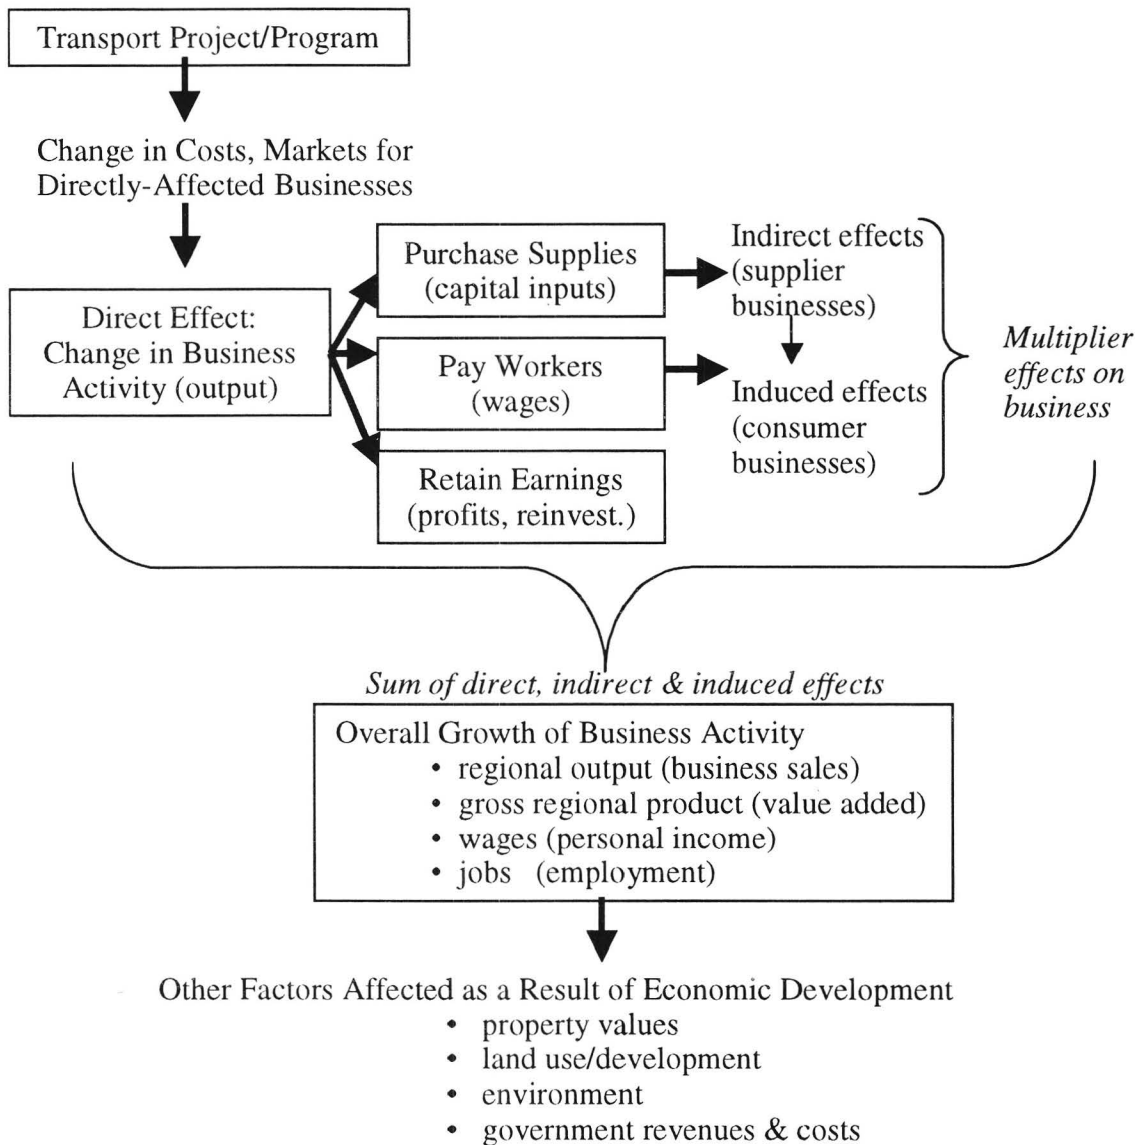 Transport Project/Program
Change in Costs, Markets for
Directly-Affected Businesses
Direct Effect:
Change in Business
Activity (output)
Purchase Supplies
(capital inputs)
Pay Workers
(wages)
Retain Earnings
(profits, reinvest.)
Indirect effects
(supplier
businesses)
Induced effects
(consumer
businesses)
Multiplier
effects on
business
Sum of direct, indirect & induced effects
Overall Growth of Business Activity
• regional output (business sales)
• gross regional product (value added)
• wages (personal income)
• jobs (employment)
Other Factors Affected as a Result of Economic Development
• property values
• land use/development
• environment
• government revenues & costs